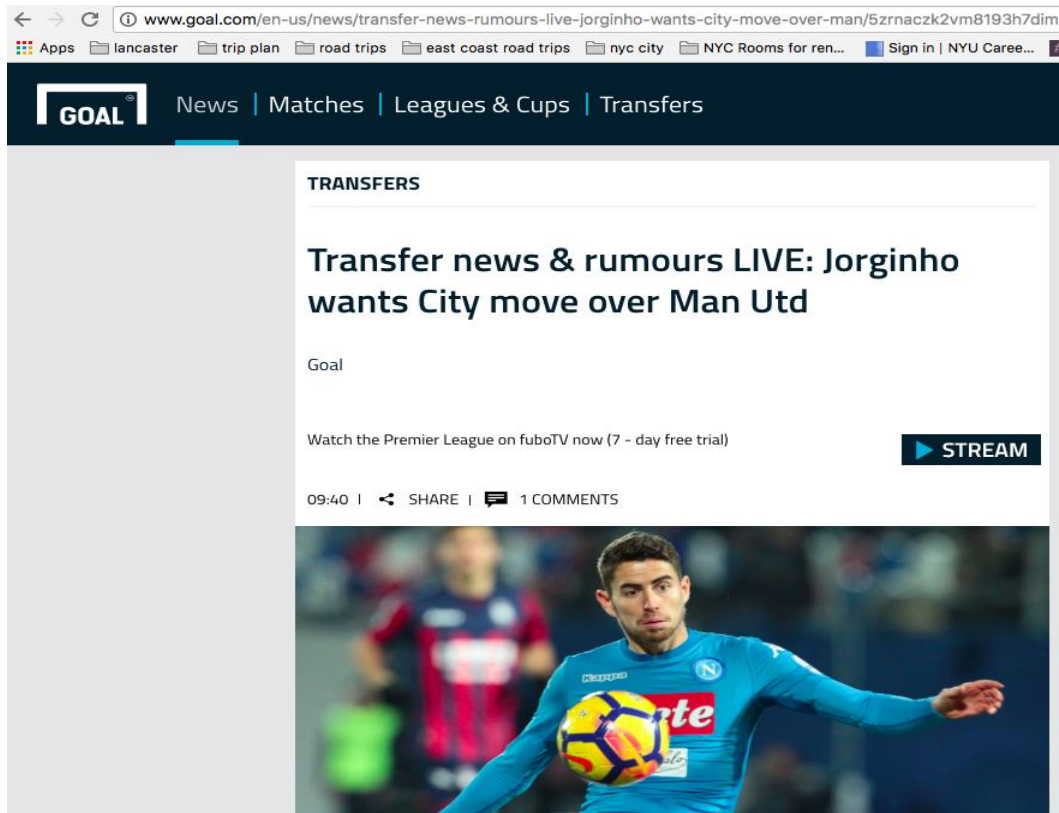 www.goal.com/en-us/news/transfer-news-rumours-live-jorginho-wants-city-move-over-man/5zrnaczk2vm8193h7dim
Apps lancaster trip plan road trips east coast road trips nyc city NYC Rooms for ren... Sign in | NYU Caree...
GOAL News | Matches | Leagues & Cups | Transfers
TRANSFERS
Transfer news & rumours LIVE: Jorginho
wants City move over Man Utd
Goal
Watch the Premier League on fuboTV now (7 - day free trial)
STREAM
09:40 | SHARE | 1 COMMENTS
Kappa N
ete